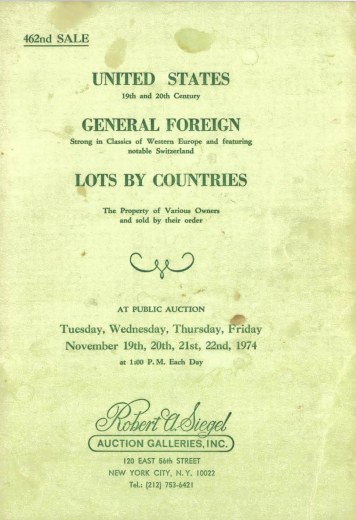 462nd SALE
UNITED STATES
19th and 20th Century
GENERAL FOREIGN
Strong in Classics of Western Europe and featuring
notable Switzerland
LOTS BY COUNTRIES
The Property of Various Owners
and sold by their order
AT PUBLIC AUCTION
Tuesday, Wednesday, Thursday, Friday
November 19th, 20th, 21st, 22nd, 1974
at 1:00 P.M. Each Day
Robert A. Siegel
AUCTION GALLERIES, INC.
120 EAST 56th STREET
NEW YORK CITY, N. Y. 10022
Tel.: (212) 753-6421